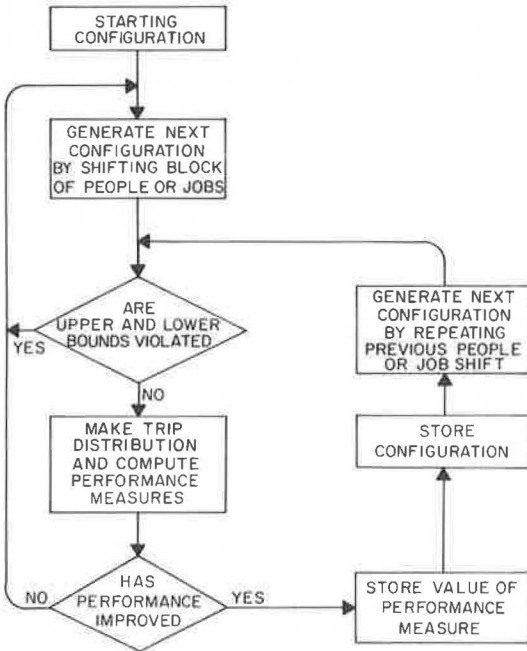 STARTING
CONFIGURATION
GENERATE NEXT
CONFIGURATION
BY SHIFTING BLOCK
OF PEOPLE OR JOBS
ARE
UPPER AND LOWER
BOUNDS VIOLATED
YES
NO
MAKE TRIP
DISTRIBUTION
AND COMPUTE
PERFORMANCE
MEASURES
HAS
PERFORMANCE
IMPROVED
NO
YES
STORE VALUE OF
PERFORMANCE
MEASURE
STORE
CONFIGURATION
GENERATE NEXT
CONFIGURATION
BY REPEATING
PREVIOUS PEOPLE
OR JOB SHIFT